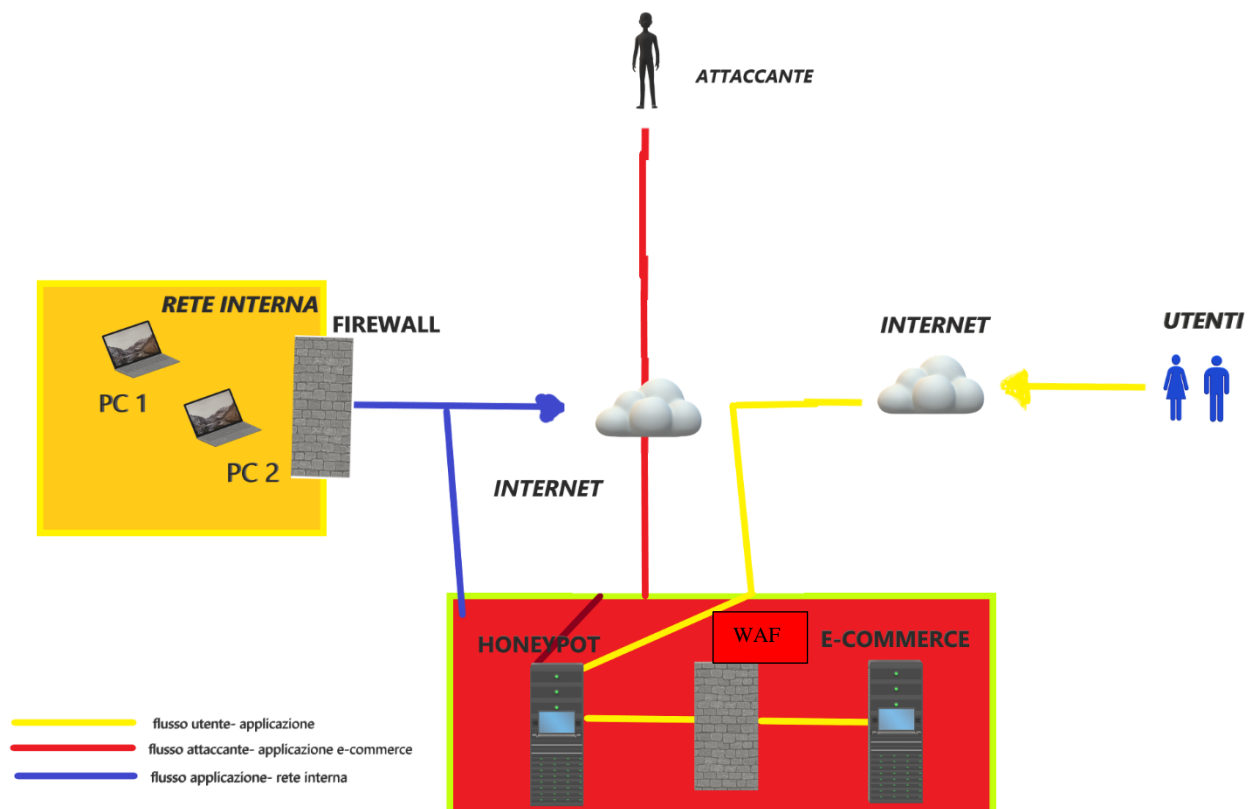 ATTACCANTE
RETE INTERNA
FIREWALL
PC 1
PC 2
INTERNET
INTERNET
UTENTI
HONEYPOT
WAF
E-COMMERCE
flusso utente- applicazione
flusso attaccante- applicazione e-commerce
flusso applicazione- rete interna